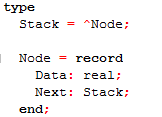 type
Stack = ^Node;
Node = record
Data: real;
Next: Stack;
end;